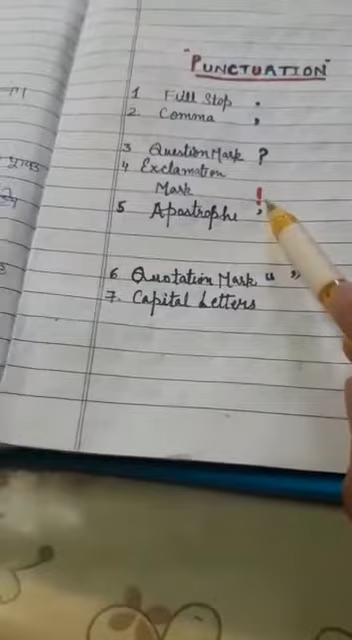 "PUNCTUATION"
1 Full Stop .
2. Comma ,
3 Question Mark ?
4 Exclamation
Mark !
5 Apostrophe '
6 Quotation Mark " "
7. Capital Letters